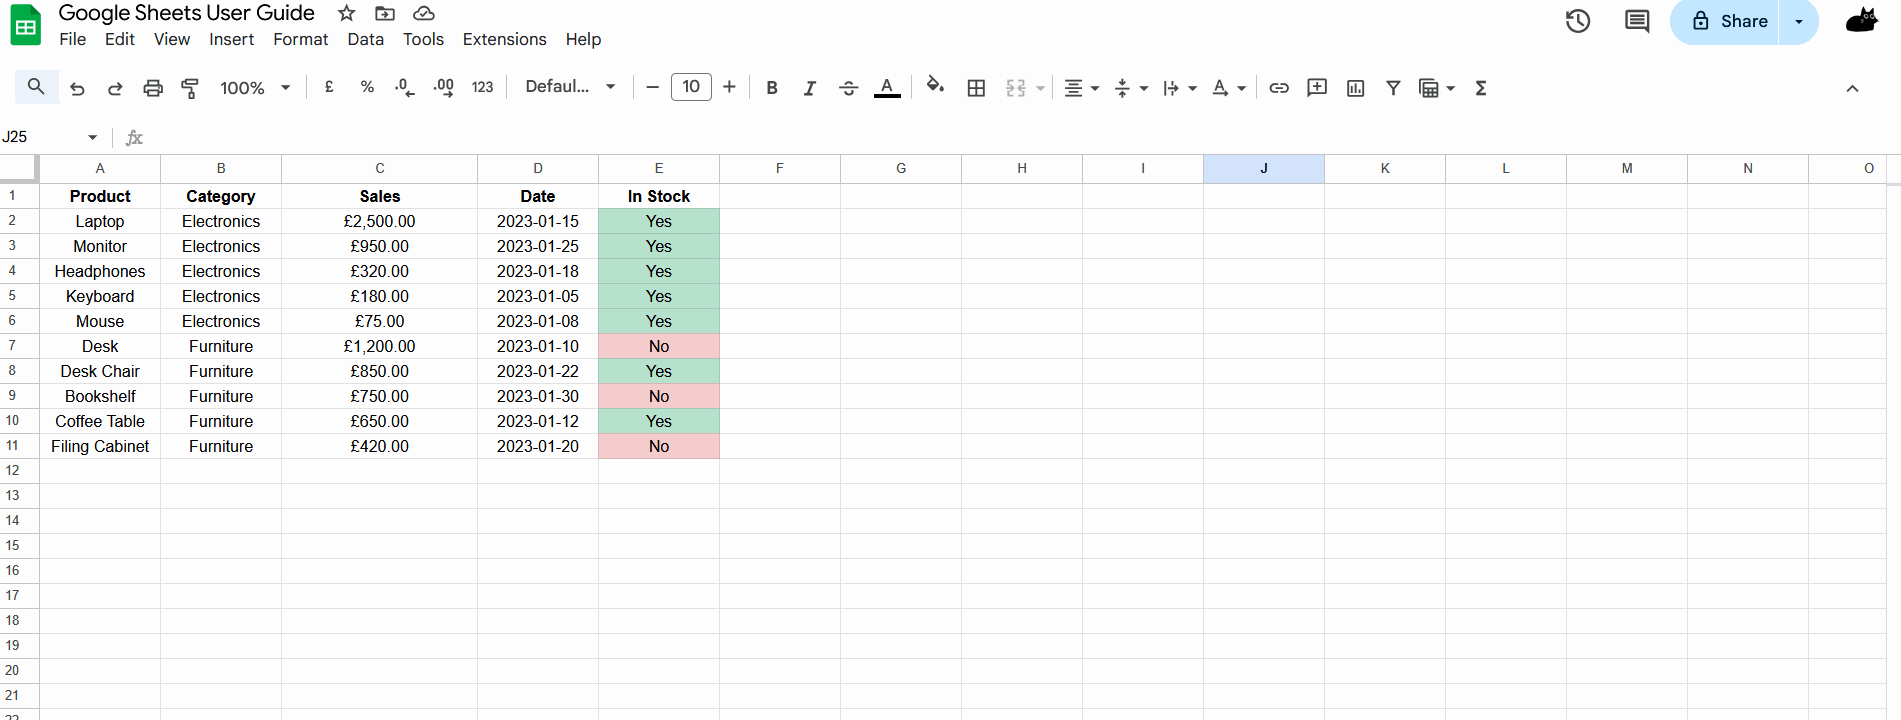 Google Sheets User Guide
File Edit View Insert Format Data Tools Extensions Help
Share
100% £ % .0 .00 123 Defaul... 10 B I A A Σ
J25 fx
A B C D E F G H I J K L M N O
1 Product Category Sales Date In Stock
2 Laptop Electronics £2,500.00 2023-01-15 Yes
3 Monitor Electronics £950.00 2023-01-25 Yes
4 Headphones Electronics £320.00 2023-01-18 Yes
5 Keyboard Electronics £180.00 2023-01-05 Yes
6 Mouse Electronics £75.00 2023-01-08 Yes
7 Desk Furniture £1,200.00 2023-01-10 No
8 Desk Chair Furniture £850.00 2023-01-22 Yes
9 Bookshelf Furniture £750.00 2023-01-30 No
10 Coffee Table Furniture £650.00 2023-01-12 Yes
11 Filing Cabinet Furniture £420.00 2023-01-20 No
12
13
14
15
16
17
18
19
20
21
22